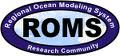 Regional Ocean Modeling System
ROMS
Research Community